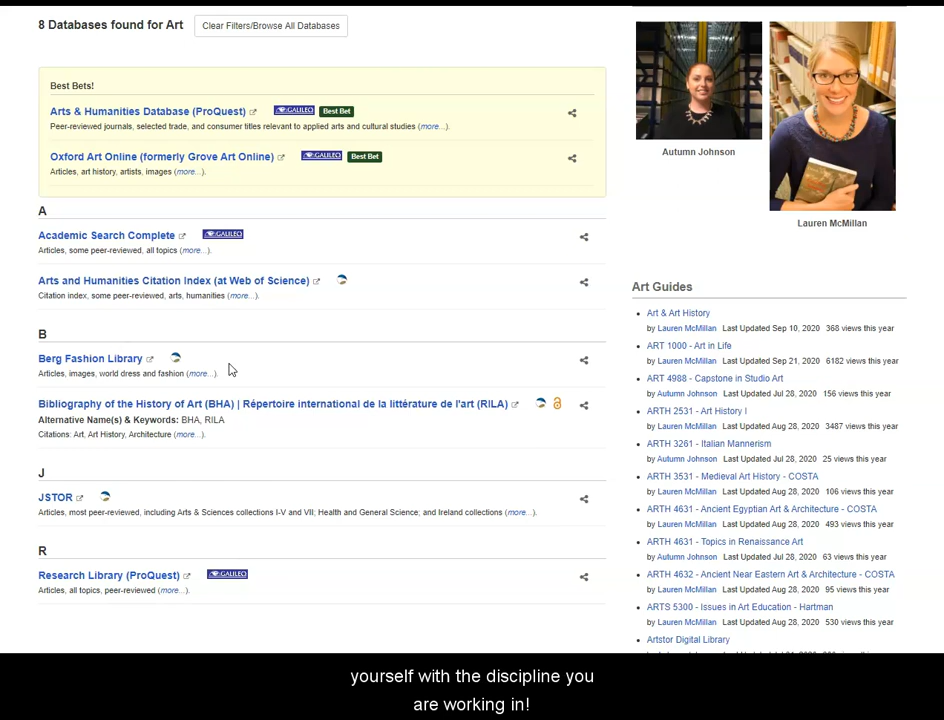 8 Databases found for Art
Clear Filters/Browse All Databases
Best Bets!
Arts & Humanities Database (ProQuest) GALILEO Best Bet
Peer-reviewed journals, selected trade, and consumer titles relevant to applied arts and cultural studies (more...).
Oxford Art Online (formerly Grove Art Online) GALILEO Best Bet
Articles, art history, artists, images (more...).
A
Academic Search Complete GALILEO
Articles, some peer-reviewed, all topics (more...).
Arts and Humanities Citation Index (at Web of Science)
Citation index, some peer-reviewed, arts, humanities (more...).
B
Berg Fashion Library
Articles, images, world dress and fashion (more...).
Bibliography of the History of Art (BHA) | Répertoire international de la littérature de l'art (RILA)
Alternative Name(s) & Keywords: BHA, RILA
Citations: Art, Art History, Architecture (more...).
J
JSTOR
Articles, most peer-reviewed, including Arts & Sciences collections I-V and VII; Health and General Science; and Ireland collections (more...).
R
Research Library (ProQuest) GALILEO
Articles, all topics, peer-reviewed (more...).
Autumn Johnson
Lauren McMillan
Art Guides
Art & Art History
by Lauren McMillan Last Updated Sep 10, 2020 368 views this year
ART 1000 - Art in Life
by Lauren McMillan Last Updated Sep 21, 2020 6182 views this year
ART 4988 - Capstone in Studio Art
by Autumn Johnson Last Updated Jul 28, 2020 156 views this year
ARTH 2531 - Art History I
by Lauren McMillan Last Updated Aug 28, 2020 3487 views this year
ARTH 3261 - Italian Mannerism
by Autumn Johnson Last Updated Jul 28, 2020 25 views this year
ARTH 3531 - Medieval Art History - COSTA
by Lauren McMillan Last Updated Aug 28, 2020 106 views this year
ARTH 4631 - Ancient Egyptian Art & Architecture - COSTA
by Lauren McMillan Last Updated Aug 28, 2020 493 views this year
ARTH 4631 - Topics in Renaissance Art
by Autumn Johnson Last Updated Jul 28, 2020 63 views this year
ARTH 4632 - Ancient Near Eastern Art & Architecture - COSTA
by Lauren McMillan Last Updated Aug 28, 2020 95 views this year
ARTS 5300 - Issues in Art Education - Hartman
by Lauren McMillan Last Updated Aug 28, 2020 530 views this year
Artstor Digital Library
yourself with the discipline you
are working in!